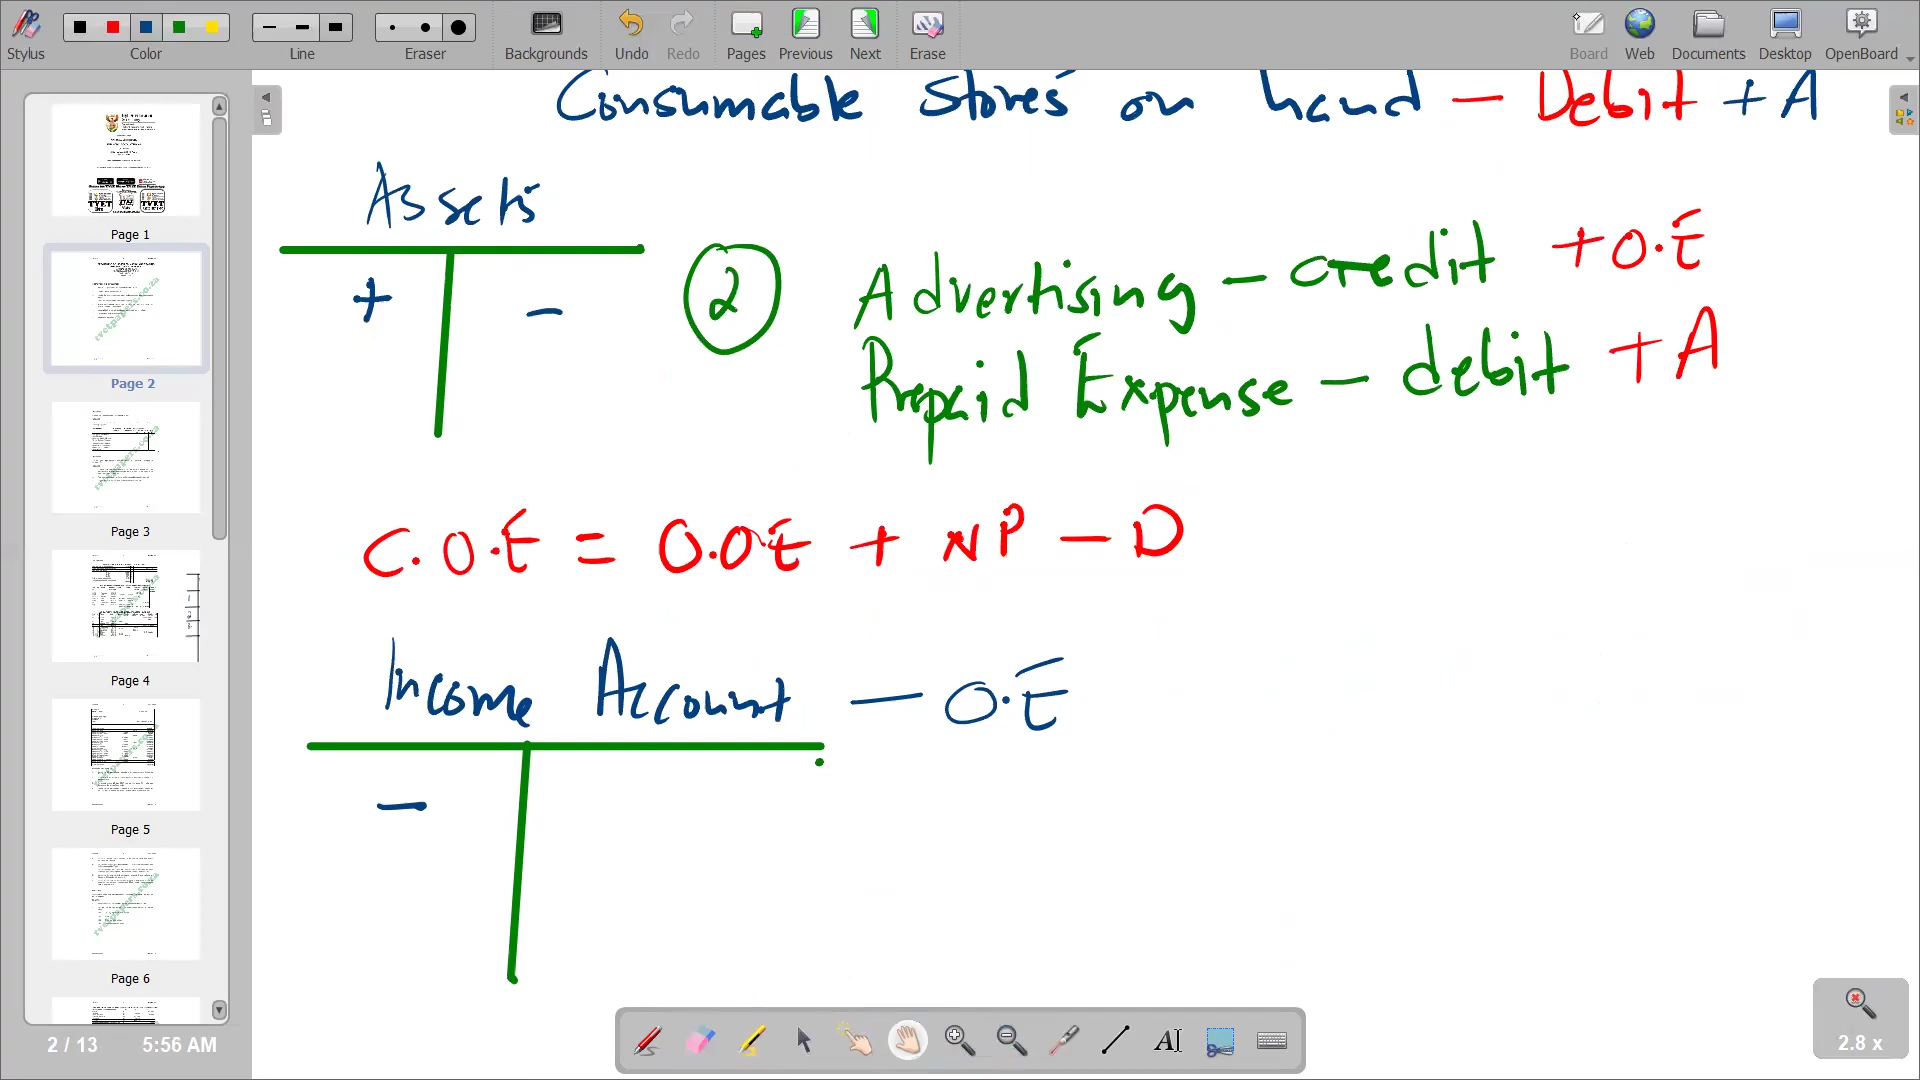 Stylus Color Line Eraser Backgrounds Undo Redo Pages Previous Next Erase Board Web Documents Desktop OpenBoard
Consumable stores on hand - Debit + A
Assets
+ -
2 Advertising - credit + O.E
Prepaid Expense - debit + A
C.O.E = O.O.E + NP - D
Income Account - O.E
-
Page 1
Page 2
Page 3
Page 4
Page 5
Page 6
2 / 13 5:56 AM
2.8 x